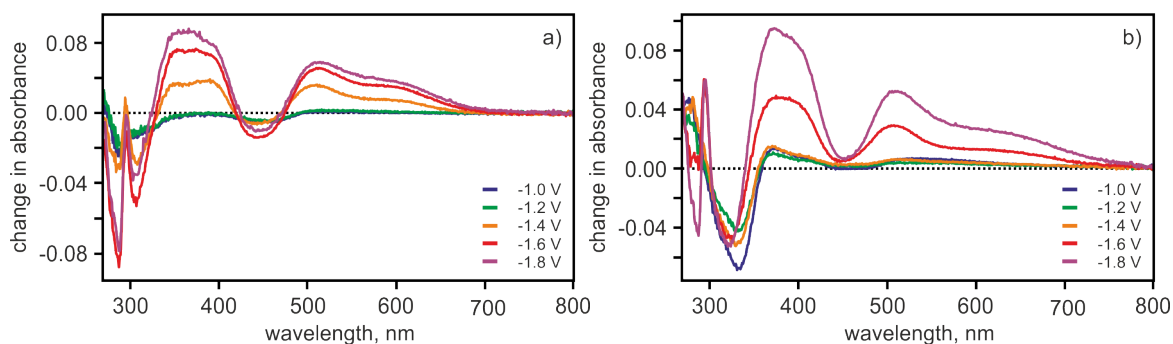 a)
change in absorbance
0.08
0.00
-0.04
-0.08
-1.0 V
-1.2 V
-1.4 V
-1.6 V
-1.8 V
300 400 500 600 700 800
wavelength, nm
b)
change in absorbance
0.08
0.04
0.00
-0.04
-1.0 V
-1.2 V
-1.4 V
-1.6 V
-1.8 V
300 400 500 600 700 800
wavelength, nm